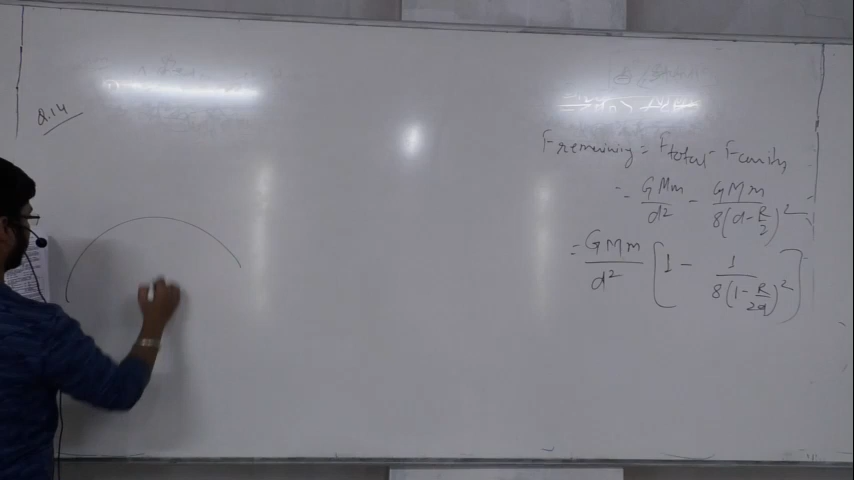 Q.14
F remaining = F total - F cavity
= GMm/d² - GMm/8(d-R/2)²
= GMm/d² [1 - 1/8(1-R/2d)²]